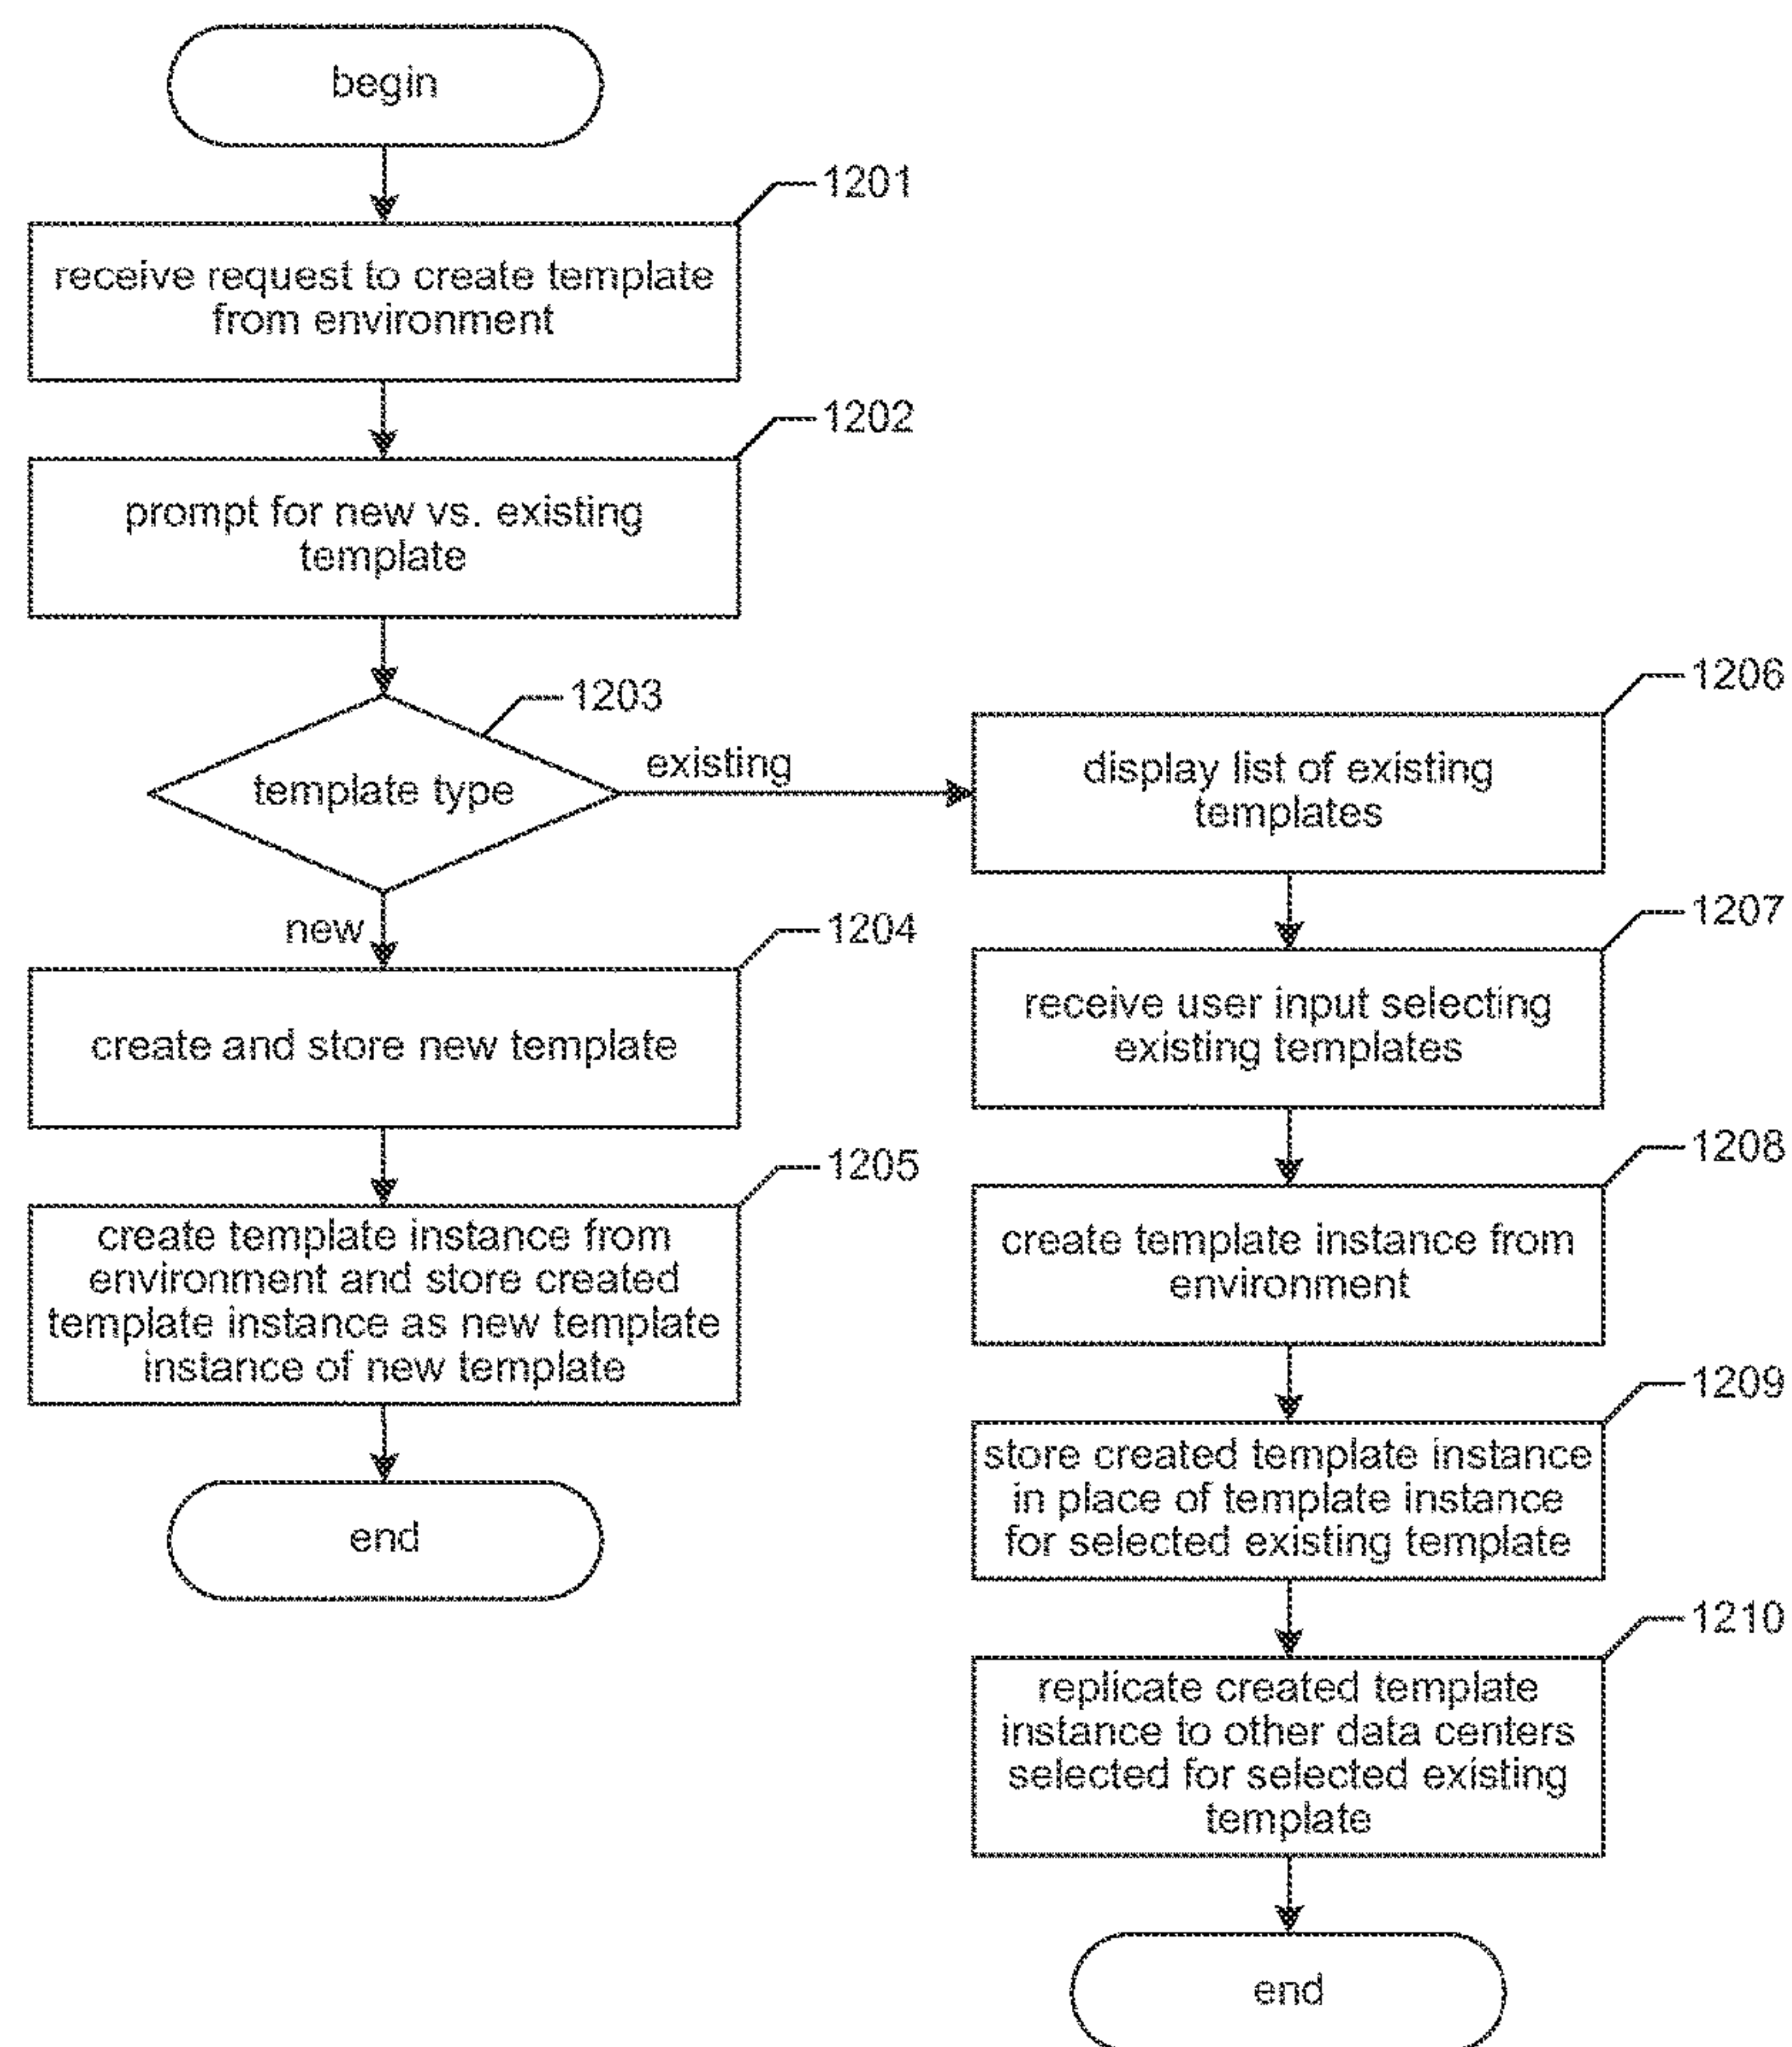 begin
1201
receive request to create template
from environment
1202
prompt for new vs. existing
template
1203
template type
existing
new
1204
create and store new template
1205
create template instance from
environment and store created
template instance as new template
instance of new template
end
1206
display list of existing
templates
1207
receive user input selecting
existing templates
1208
create template instance from
environment
1209
store created template instance
in place of template instance
for selected existing template
1210
replicate created template
instance to other data centers
selected for selected existing
template
end